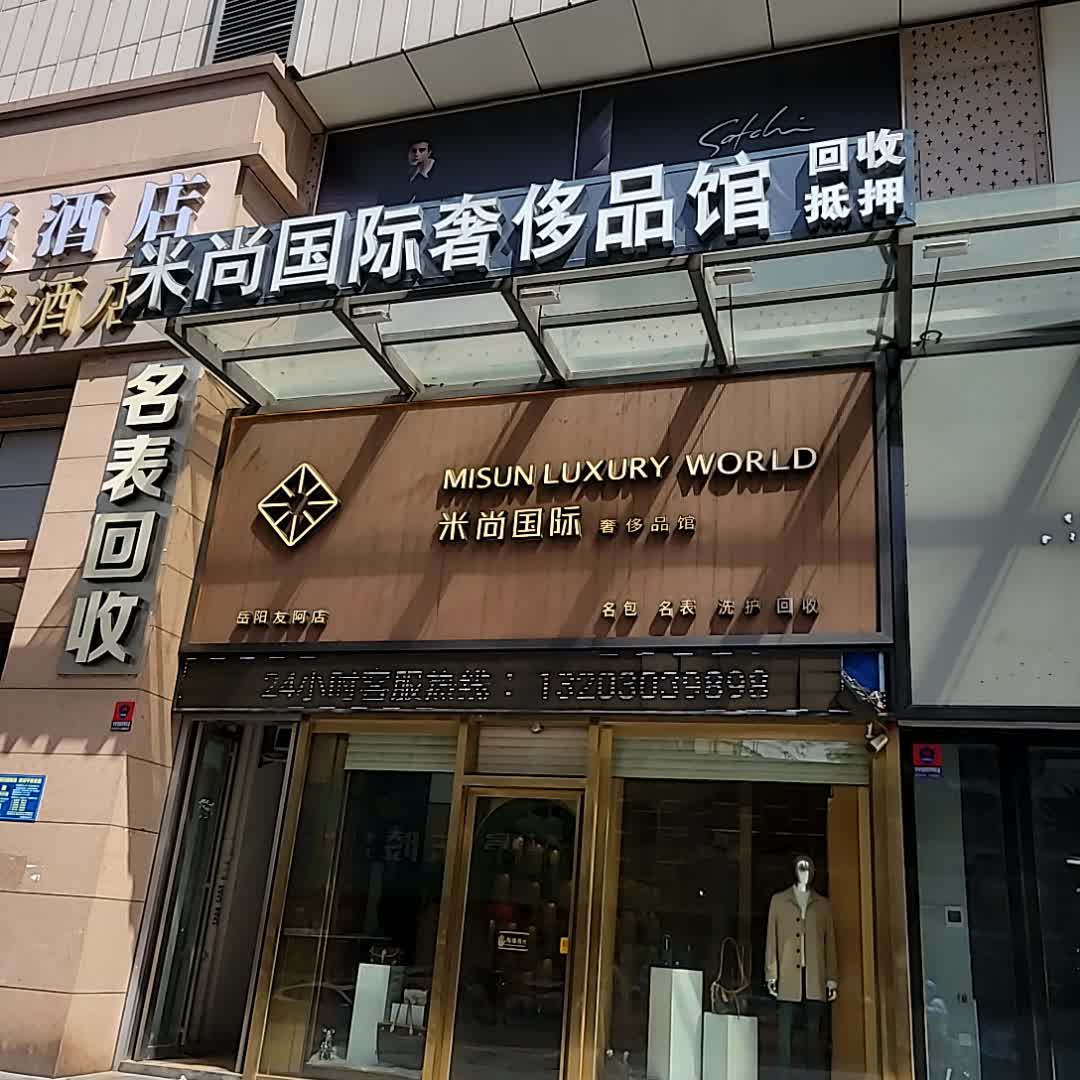 Satchi
米尚国际奢侈品馆
回收
抵押
酒店
酒店
名表回收
MISUN LUXURY WORLD
米尚国际 奢侈品馆
岳阳友阿店
名包 名表 洗护 回收
24小时客服热线：13203039898